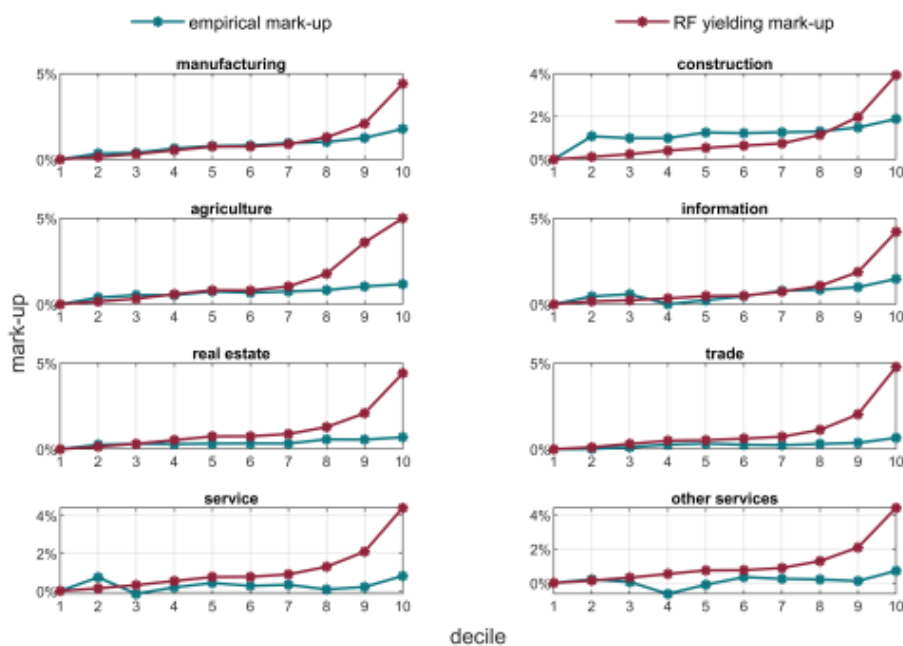 empirical mark-up RF yielding mark-up
manufacturing construction
5% 4%
2%
0% 0%
1 2 3 4 5 6 7 8 9 10 1 2 3 4 5 6 7 8 9 10
agriculture information
5% 5%
0% 0%
1 2 3 4 5 6 7 8 9 10 1 2 3 4 5 6 7 8 9 10
mark-up
real estate trade
5% 5%
0% 0%
1 2 3 4 5 6 7 8 9 10 1 2 3 4 5 6 7 8 9 10
service other services
4% 4%
2% 2%
0% 0%
1 2 3 4 5 6 7 8 9 10 1 2 3 4 5 6 7 8 9 10
decile